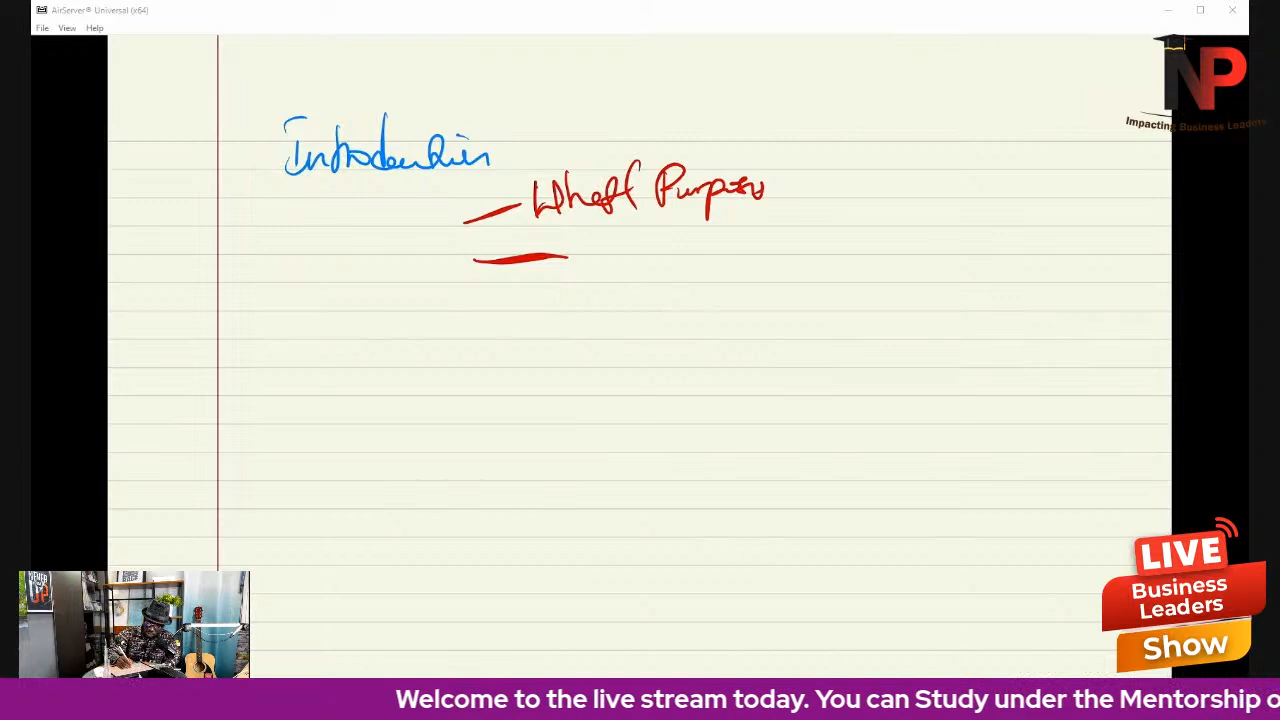 AirServer® Universal (x64)
File View Help
NP
Impacting Business Leaders
Introduction
What Purpose
LIVE
Business
Leaders
Show
Welcome to the live stream today. You can Study under the Mentorship o